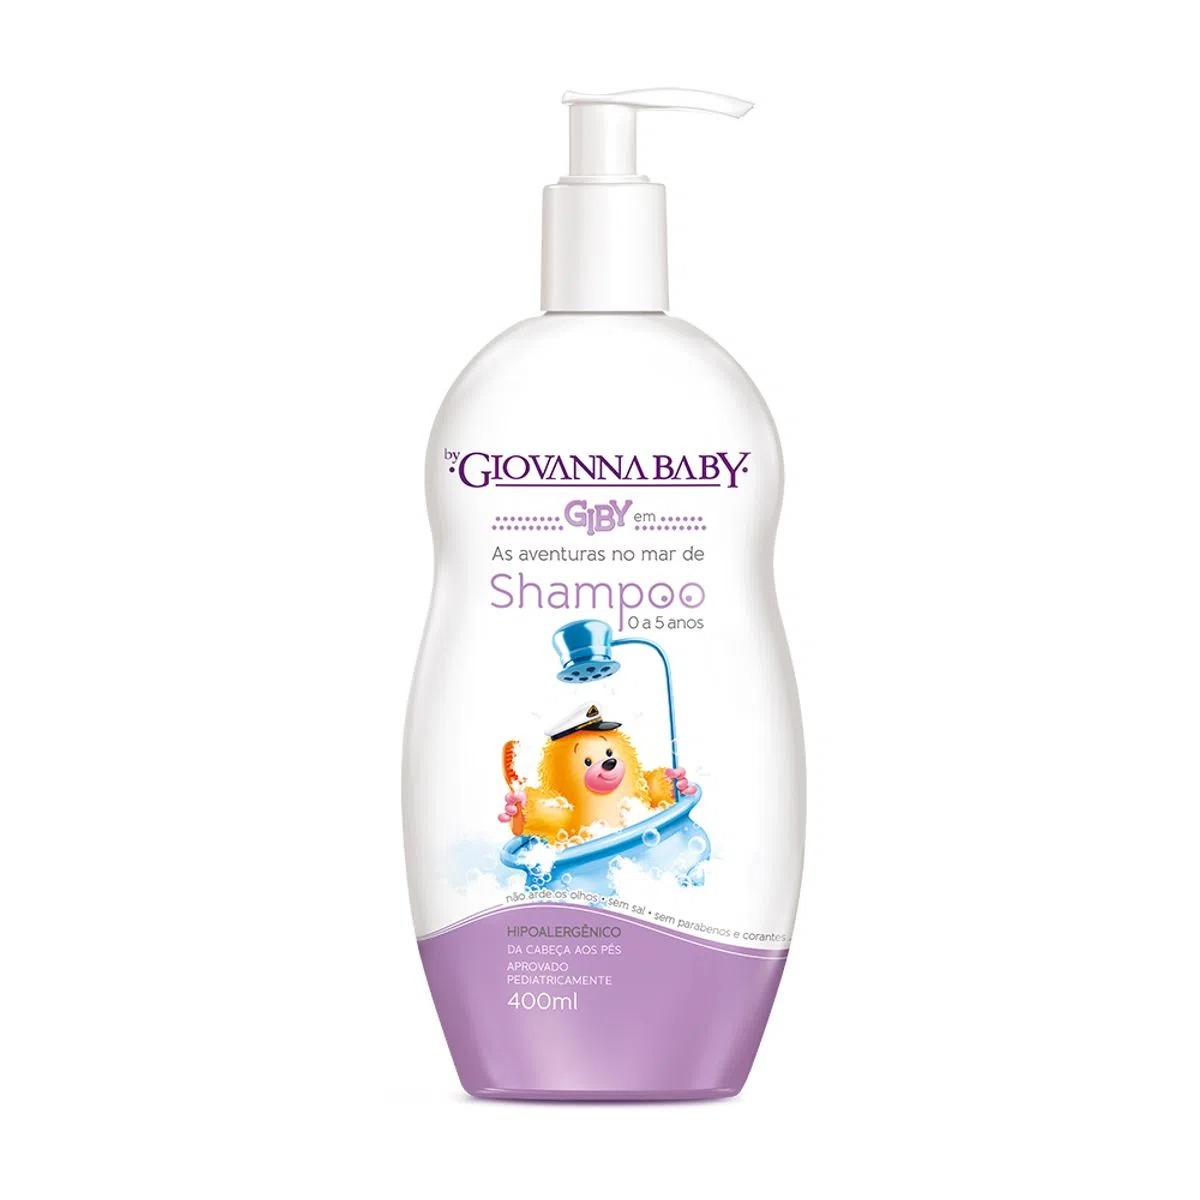 by
GIOVANNA BABY
GIBY em
As aventuras no mar de
Shampoo
0 a 5 anos
não arde os olhos • sem sal • sem parabenos e corantes
HIPOALERGÊNICO
DA CABEÇA AOS PÉS
APROVADO
PEDIATRICAMENTE
400ml